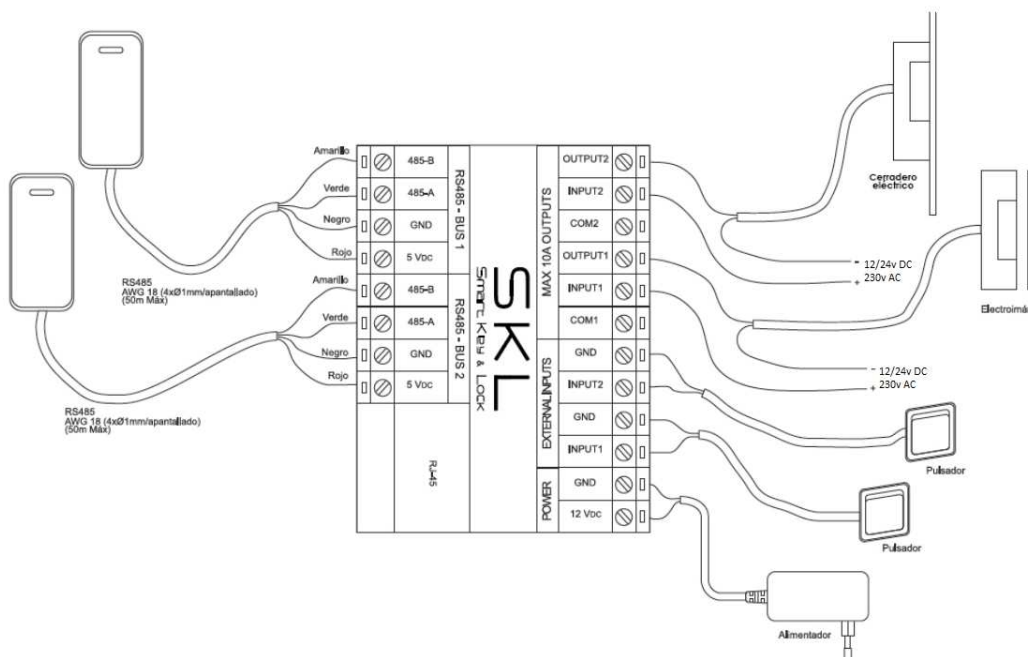 Amarillo
Verde
Negro
Rojo
RS485
AWG 18 (4xØ1mm/apantallado)
(50m Máx)
Amarillo
Verde
Negro
Rojo
RS485
AWG 18 (4xØ1mm/apantallado)
(50m Máx)
485-B
485-A
GND
5 VDC
485-B
485-A
GND
5 VDC
RS485 - BUS 1
RS485 - BUS 2
RJ-45
SKL
Smart Key & Lock
MAX 10A OUTPUTS
EXTERNAL INPUTS
POWER
OUTPUT2
INPUT2
COM2
OUTPUT1
INPUT1
COM1
GND
INPUT2
GND
INPUT1
GND
12 VDC
Cerradero
eléctrico
- 12/24v DC
+ 230v AC
Electroimá
- 12/24v DC
+ 230v AC
Pulsador
Pulsador
Alimentador